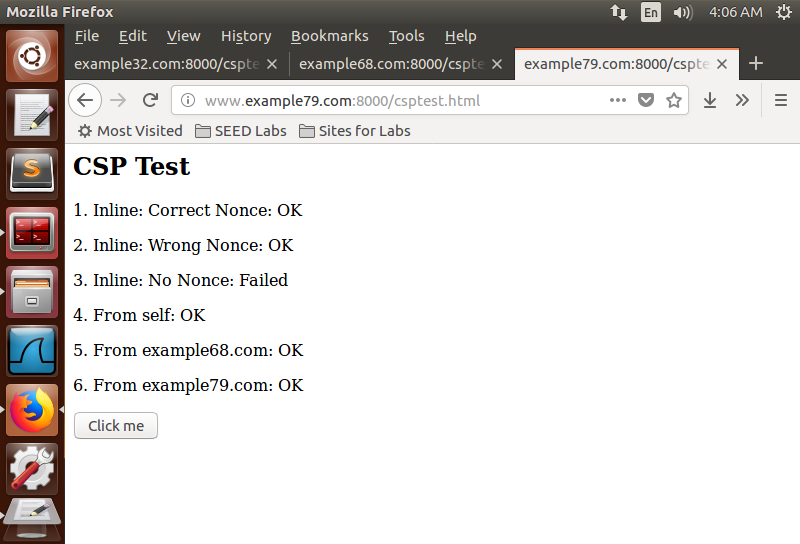 Mozilla Firefox En 4:06 AM
File Edit View History Bookmarks Tools Help
example32.com:8000/cspte example68.com:8000/cspte example79.com:8000/cspte
www.example79.com:8000/csptest.html
Most Visited SEED Labs Sites for Labs
CSP Test
1. Inline: Correct Nonce: OK
2. Inline: Wrong Nonce: OK
3. Inline: No Nonce: Failed
4. From self: OK
5. From example68.com: OK
6. From example79.com: OK
Click me